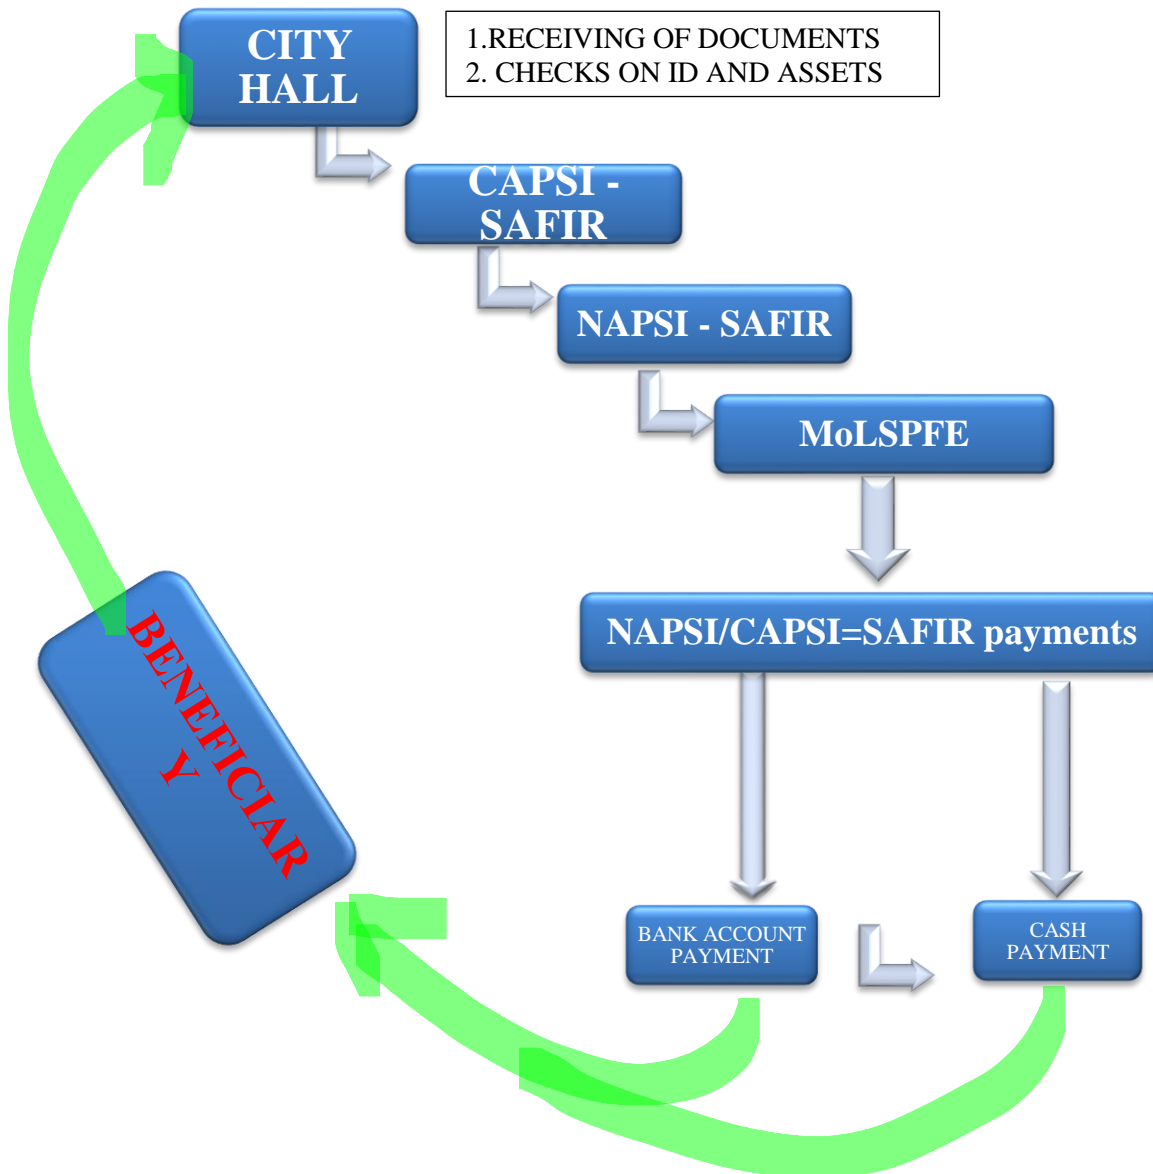 CITY
HALL
1.RECEIVING OF DOCUMENTS
2. CHECKS ON ID AND ASSETS
CAPSI -
SAFIR
NAPSI - SAFIR
MoLSPFE
NAPSI/CAPSI=SAFIR payments
BENEFICIAR
Y
BANK ACCOUNT
PAYMENT
CASH
PAYMENT